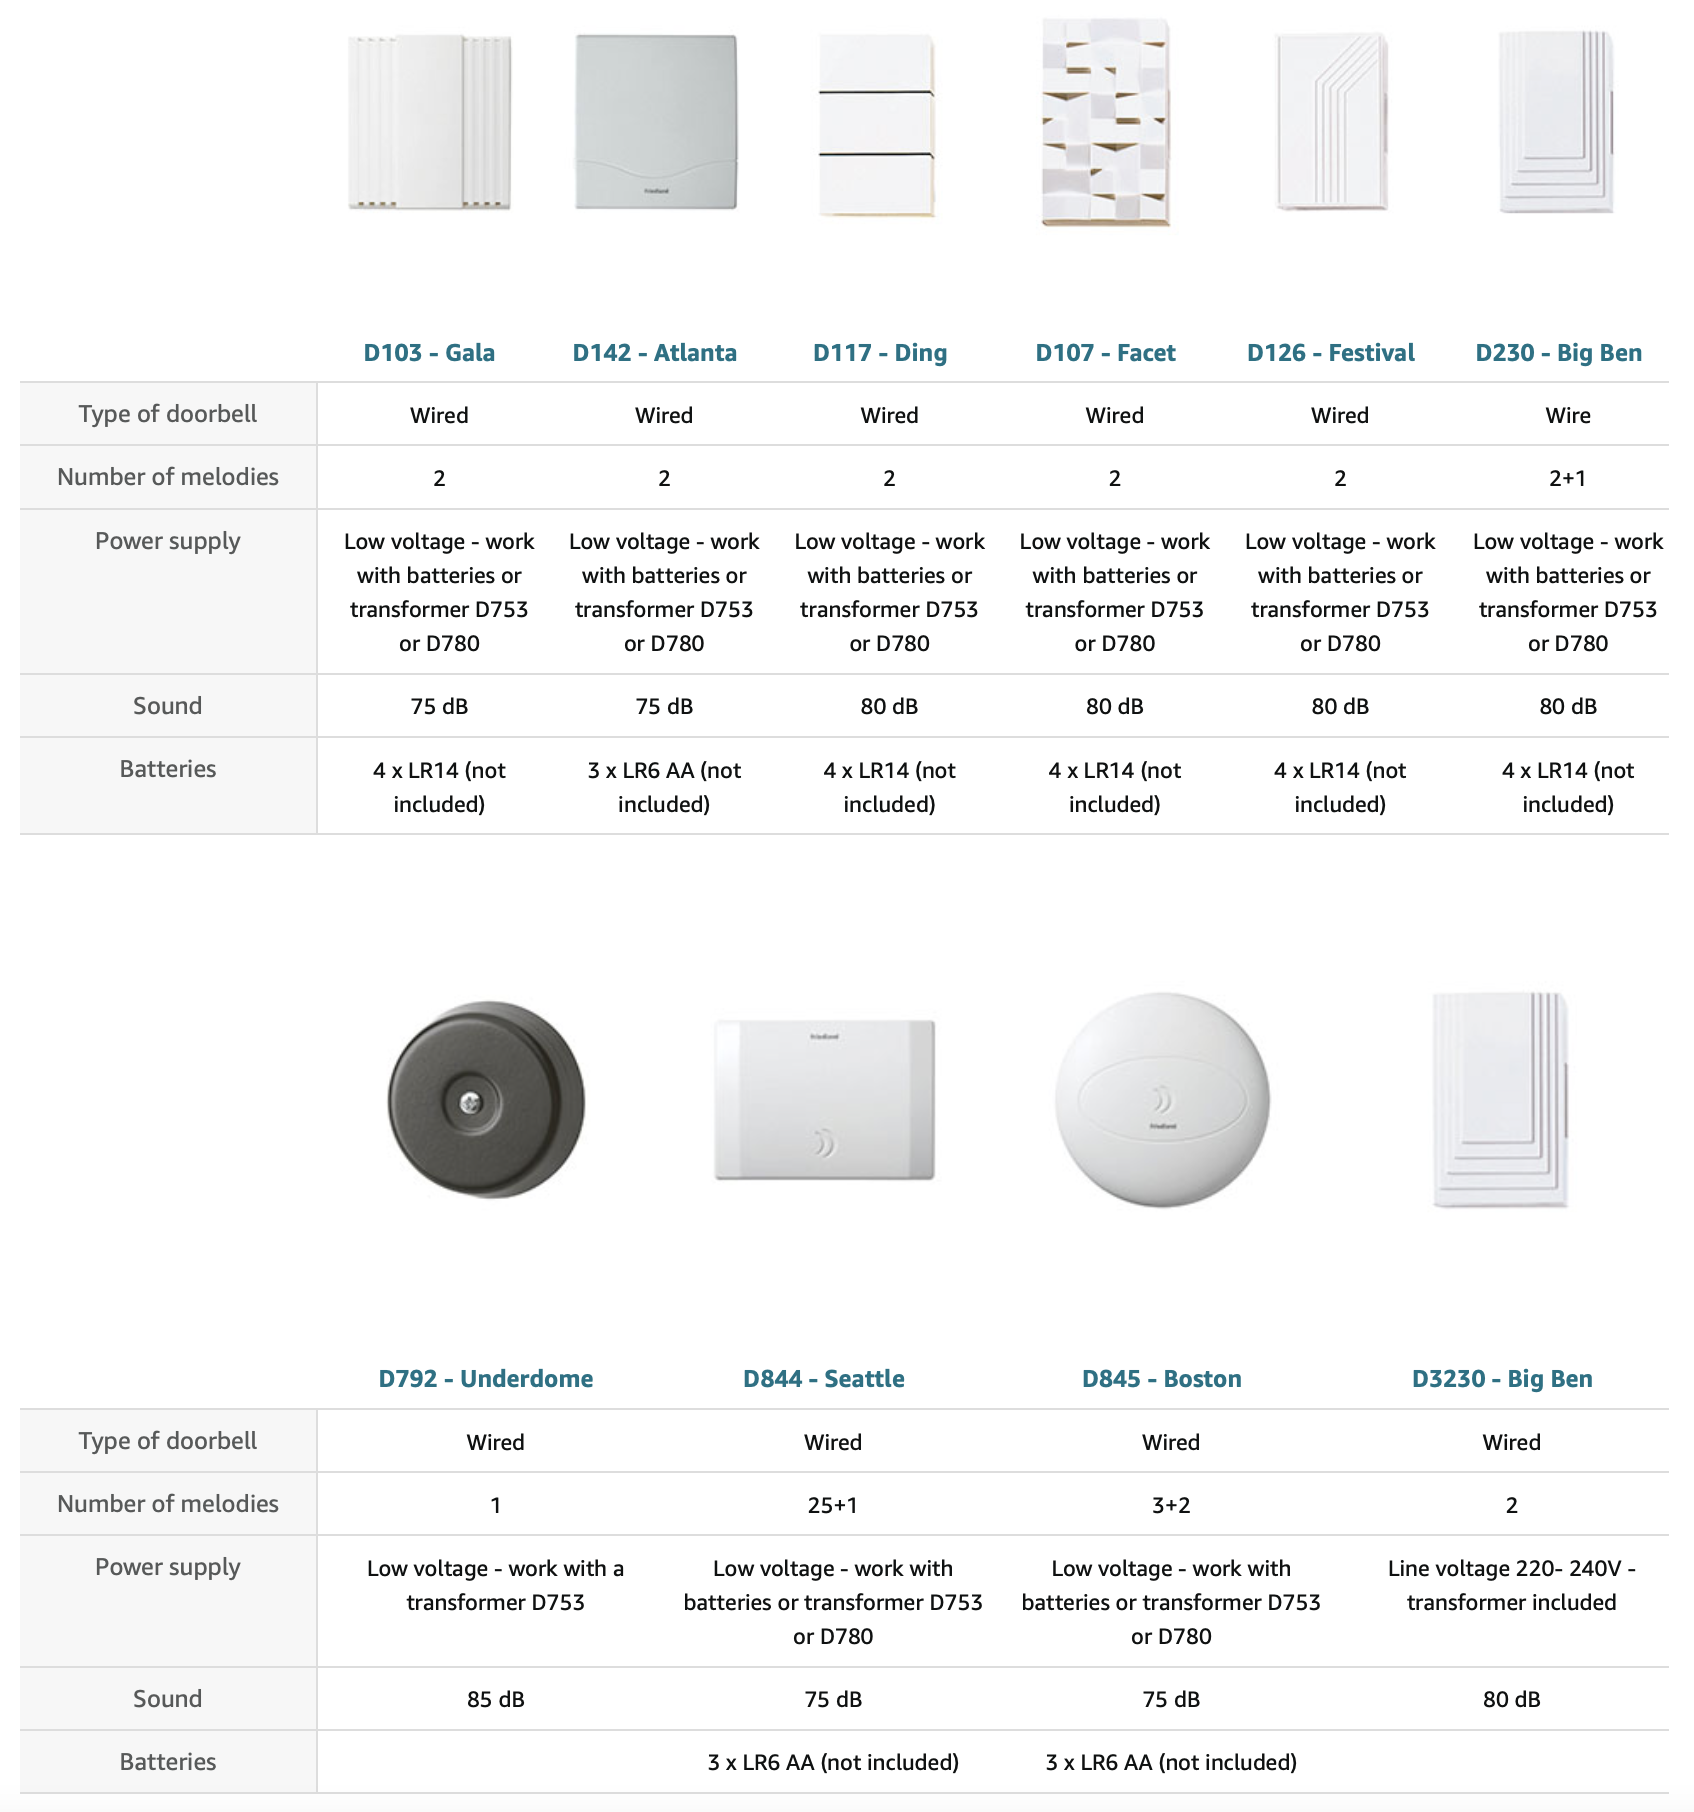 Friedland
D103 - Gala
D142 - Atlanta
D117 - Ding
D107 - Facet
D126 - Festival
D230 - Big Ben
Type of doorbell
Wired
Wired
Wired
Wired
Wired
Wire
Number of melodies
2
2
2
2
2
2+1
Power supply
Low voltage - work
with batteries or
transformer D753
or D780
Low voltage - work
with batteries or
transformer D753
or D780
Low voltage - work
with batteries or
transformer D753
or D780
Low voltage - work
with batteries or
transformer D753
or D780
Low voltage - work
with batteries or
transformer D753
or D780
Low voltage - work
with batteries or
transformer D753
or D780
Sound
75 dB
75 dB
80 dB
80 dB
80 dB
80 dB
Batteries
4 x LR14 (not
included)
3 x LR6 AA (not
included)
4 x LR14 (not
included)
4 x LR14 (not
included)
4 x LR14 (not
included)
4 x LR14 (not
included)
Friedland
Friedland
D792 - Underdome
D844 - Seattle
D845 - Boston
D3230 - Big Ben
Type of doorbell
Wired
Wired
Wired
Wired
Number of melodies
1
25+1
3+2
2
Power supply
Low voltage - work with a
transformer D753
Low voltage - work with
batteries or transformer D753
or D780
Low voltage - work with
batteries or transformer D753
or D780
Line voltage 220- 240V -
transformer included
Sound
85 dB
75 dB
75 dB
80 dB
Batteries
3 x LR6 AA (not included)
3 x LR6 AA (not included)